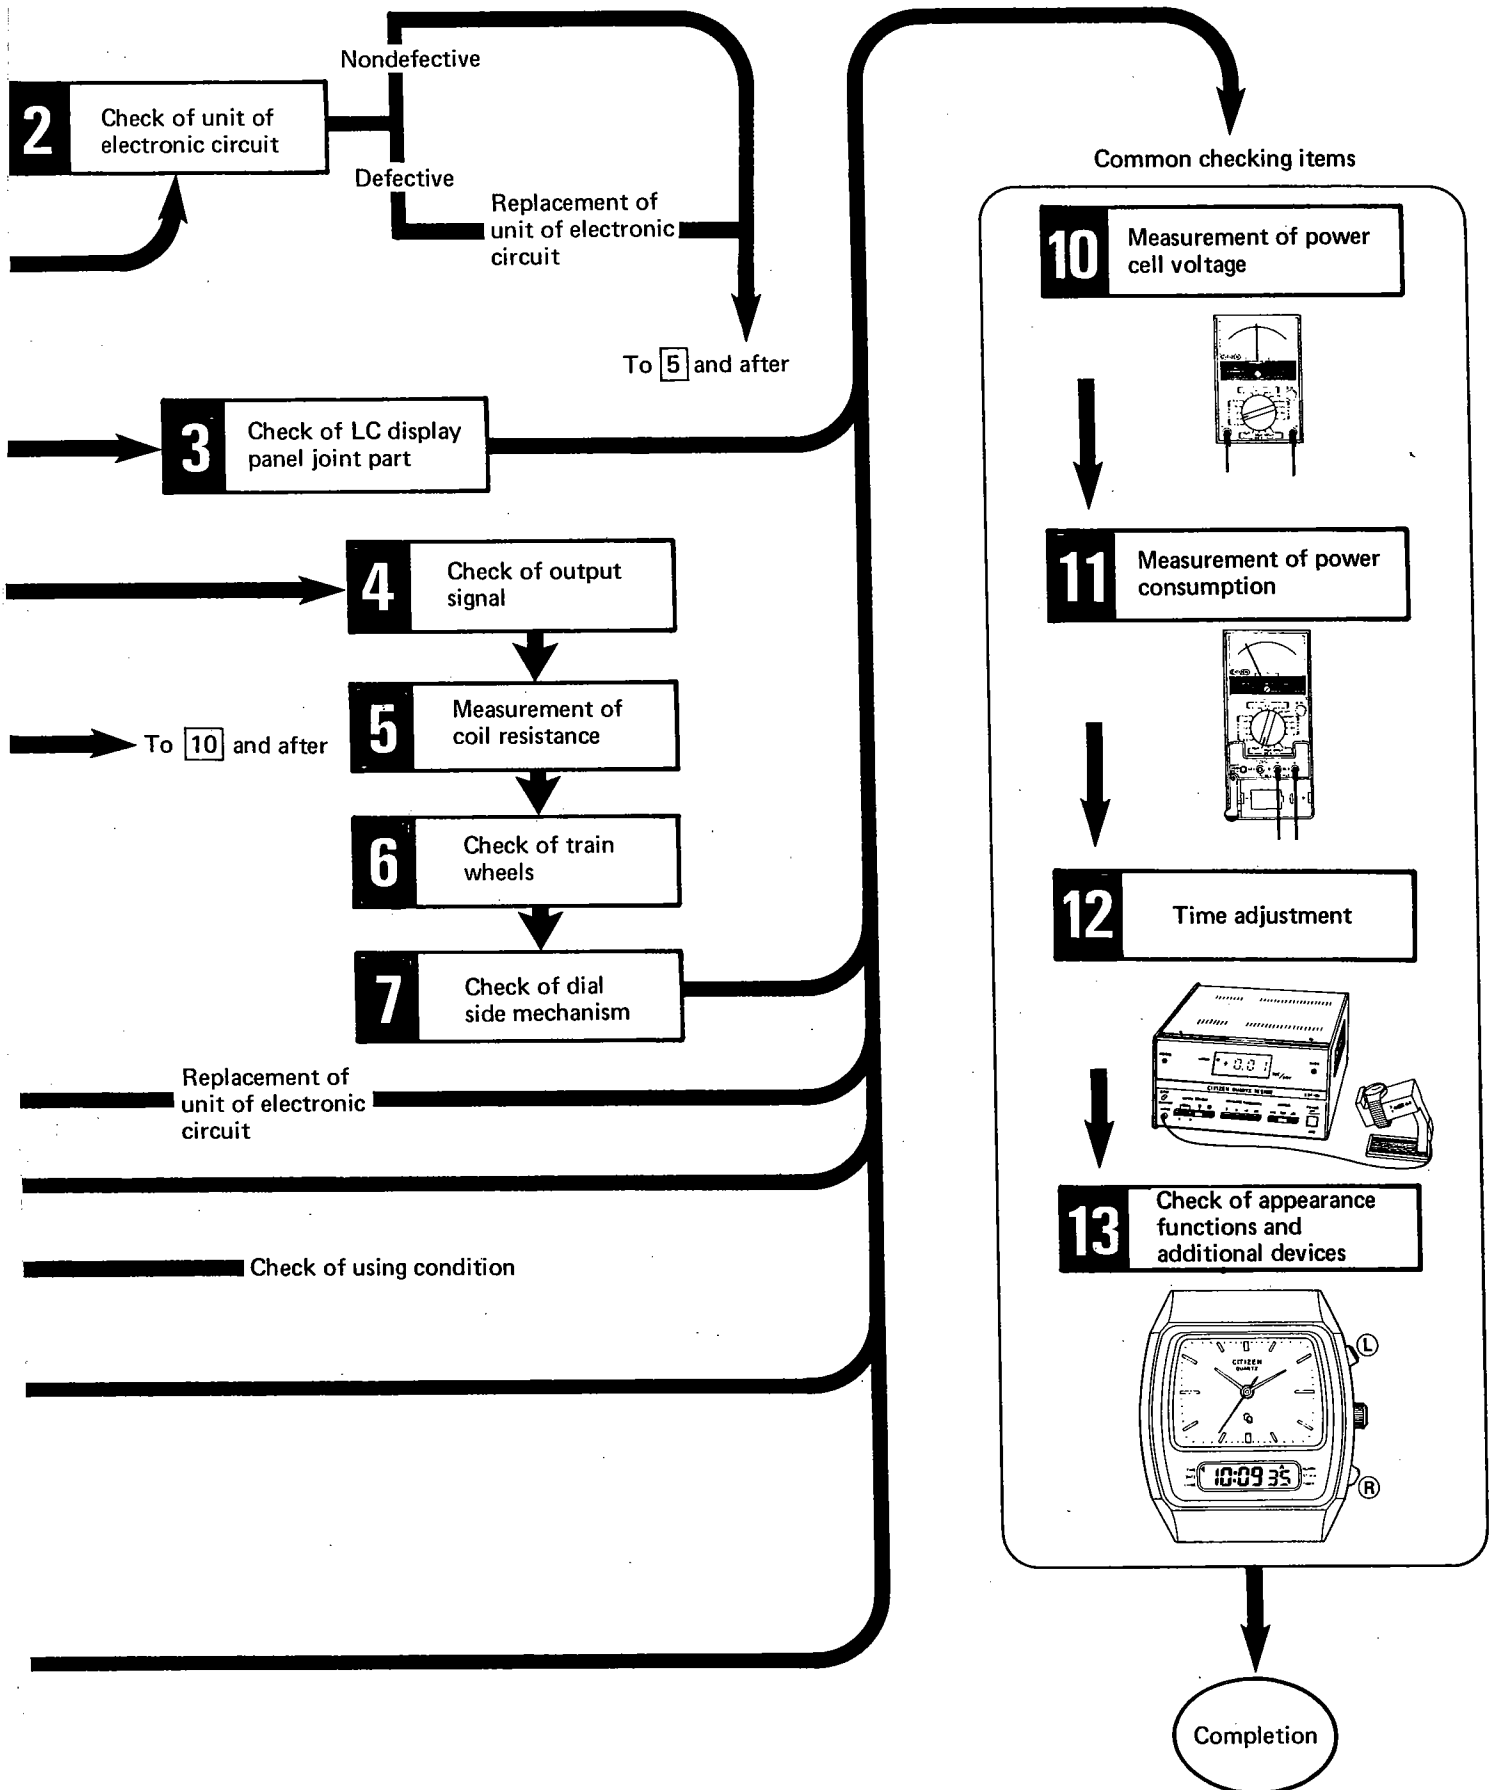 Nondefective
2
Check of unit of
electronic circuit
Defective
Replacement of
unit of electronic
circuit
To 5 and after
3
Check of LC display
panel joint part
4
Check of output
signal
5
Measurement of
coil resistance
To 10 and after
6
Check of train
wheels
7
Check of dial
side mechanism
Replacement of
unit of electronic
circuit
Check of using condition
Common checking items
10
Measurement of power
cell voltage
11
Measurement of power
consumption
12
Time adjustment
+0.01
CITIZEN QUARTZ
13
Check of appearance
functions and
additional devices
L
CITIZEN
QUARTZ
10:09 35
A
R
Completion